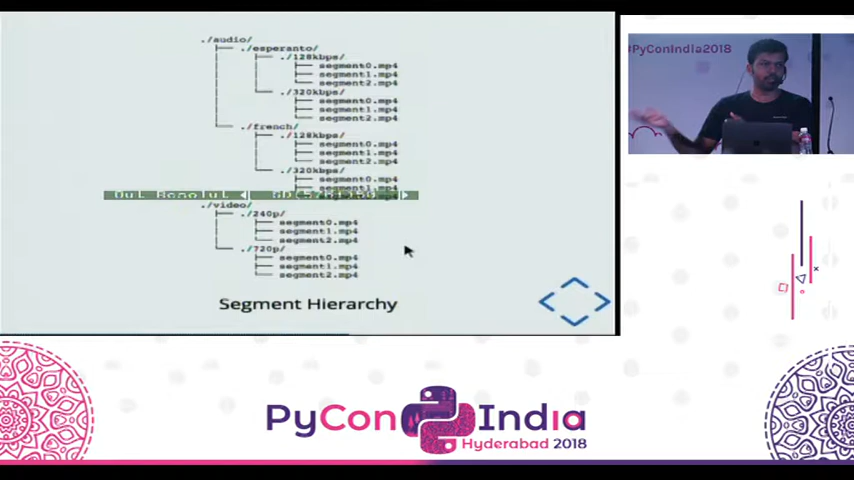 ./audio/
./esperanto/
./128kbps/
segment0.mp4
segment1.mp4
segment2.mp4
./320kbps/
segment0.mp4
segment1.mp4
segment2.mp4
./french/
./128kbps/
segment0.mp4
segment1.mp4
segment2.mp4
./320kbps/
segment0.mp4
segment1.mp4
./video/
./240p/
segment0.mp4
segment1.mp4
segment2.mp4
./720p/
segment0.mp4
segment1.mp4
segment2.mp4
Segment Hierarchy
#PyConIndia2018
PyCon India
Hyderabad 2018